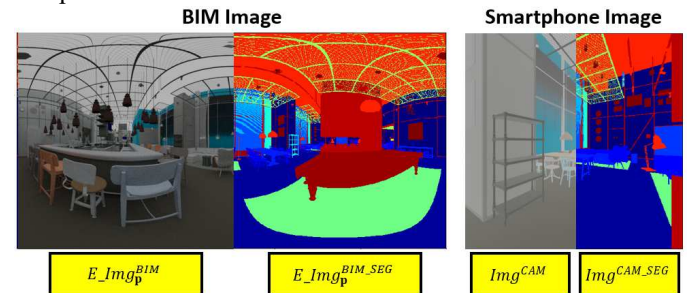 BIM Image
Smartphone Image
E_Img_p^{BIM}
E_Img_p^{BIM_SEG}
Img^{CAM}
Img^{CAM_SEG}